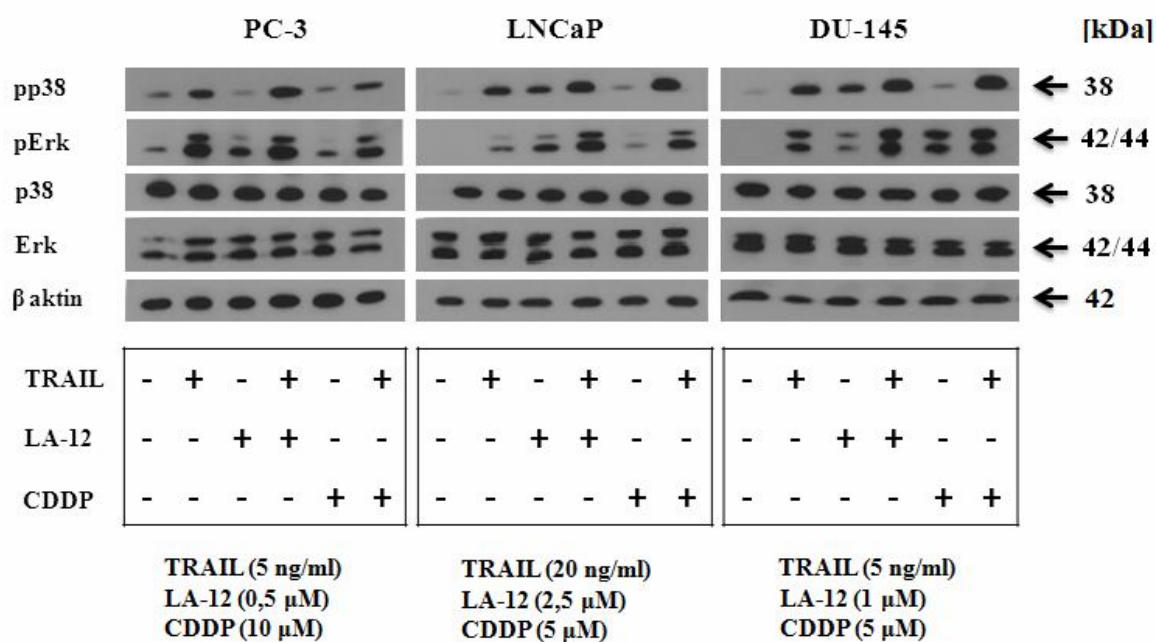 PC-3 LNCaP DU-145 [kDa]
pp38 38
pErk 42/44
p38 38
Erk 42/44
β aktin 42
TRAIL - + - + - + - + - + - + - + - + - +
LA-12 - - + + - - - - + + - - - - + + - -
CDDP - - - - + + - - - - + + - - - - + +
TRAIL (5 ng/ml) TRAIL (20 ng/ml) TRAIL (5 ng/ml)
LA-12 (0,5 µM) LA-12 (2,5 µM) LA-12 (1 µM)
CDDP (10 µM) CDDP (5 µM) CDDP (5 µM)